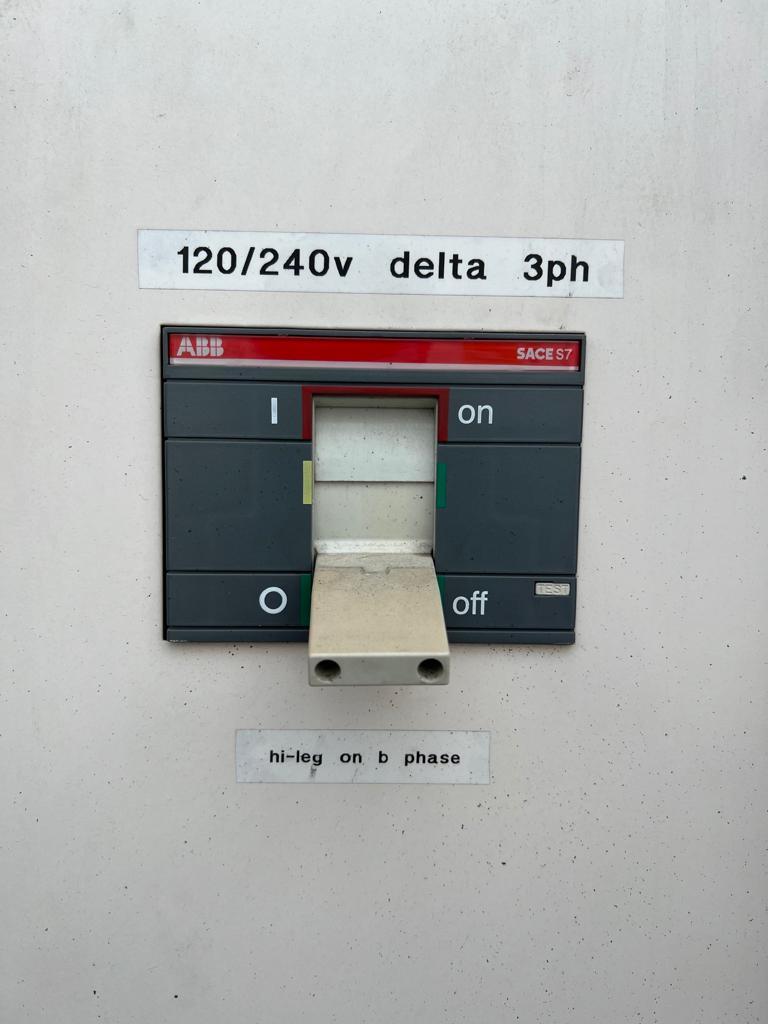 120/240v delta 3ph
ABB SACE S7
I on
O off
TEST
hi-leg on b phase